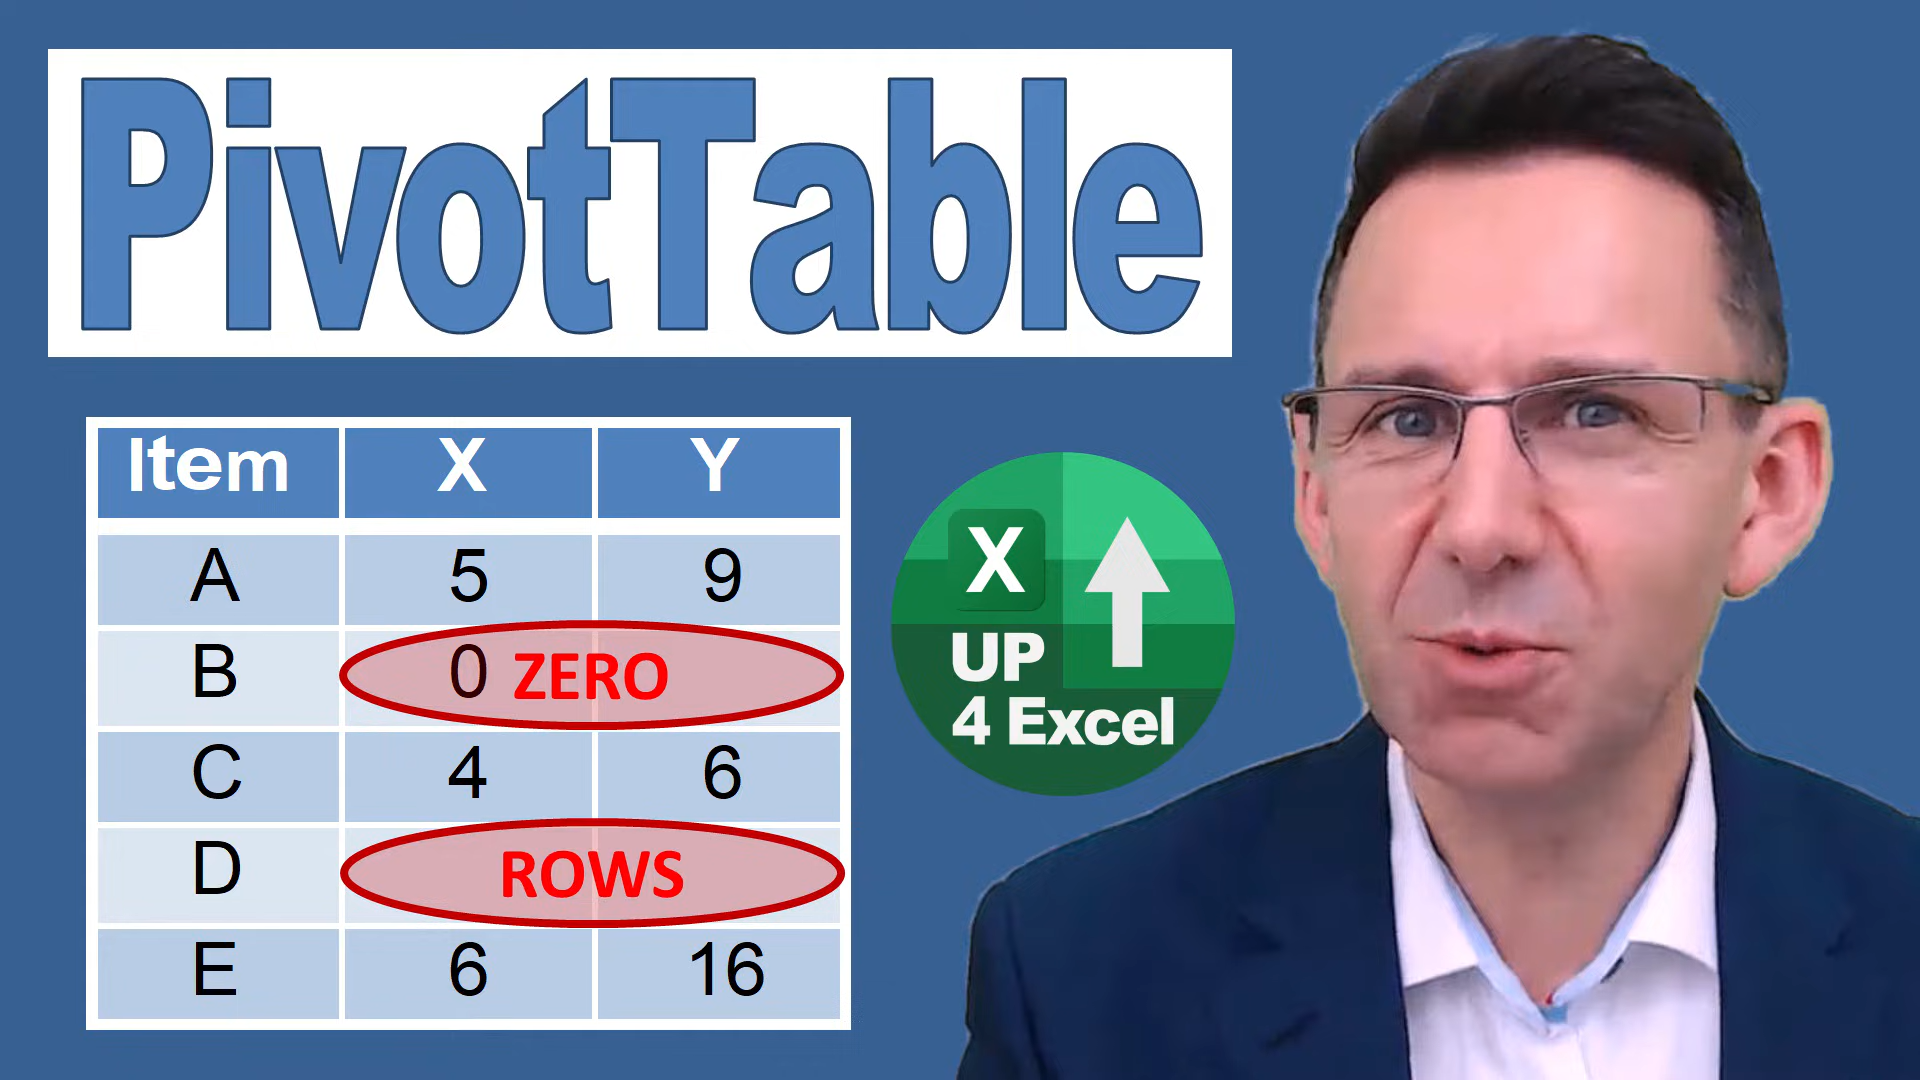 PivotTable
Item X Y
A 5 9
B 0 ZERO
C 4 6
D ROWS
E 6 16
X
UP
4 Excel